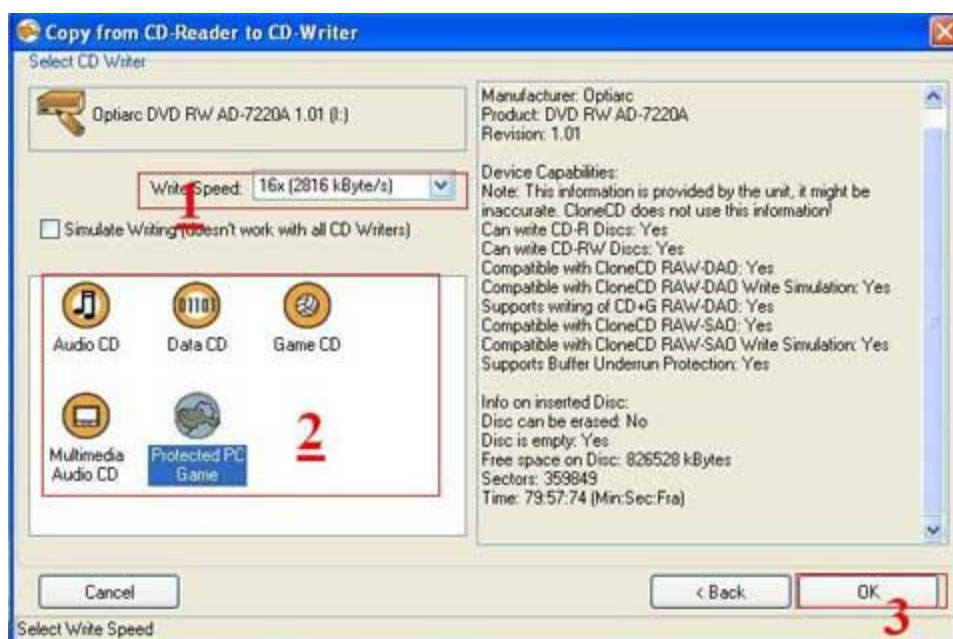 Copy from CD-Reader to CD-Writer
Select CD Writer
Optiarc DVD RW AD-7220A 1.01 (I:)
Write Speed: 16x (2816 kByte/s)
1
Simulate Writing (doesn't work with all CD Writers)
Audio CD
Data CD
Game CD
Multimedia
Audio CD
Protected PC
Game
2
Manufacturer: Optiarc
Product: DVD RW AD-7220A
Revision: 1.01
Device Capabilities:
Note: This information is provided by the unit, it might be
inaccurate. CloneCD does not use this information!
Can write CD-R Discs: Yes
Can write CD-RW Discs: Yes
Compatible with CloneCD RAW-DAO: Yes
Compatible with CloneCD RAW-DAO Write Simulation: Yes
Supports writing of CD+G RAW-DAO: Yes
Compatible with CloneCD RAW-SAO: Yes
Compatible with CloneCD RAW-SAO Write Simulation: Yes
Supports Buffer Underrun Protection: Yes
Info on inserted Disc:
Disc can be erased: No
Disc is empty: Yes
Free space on Disc: 826528 kBytes
Sectors: 359849
Time: 79:57:74 (Min:Sec:Fra)
Cancel
< Back
OK
3
Select Write Speed